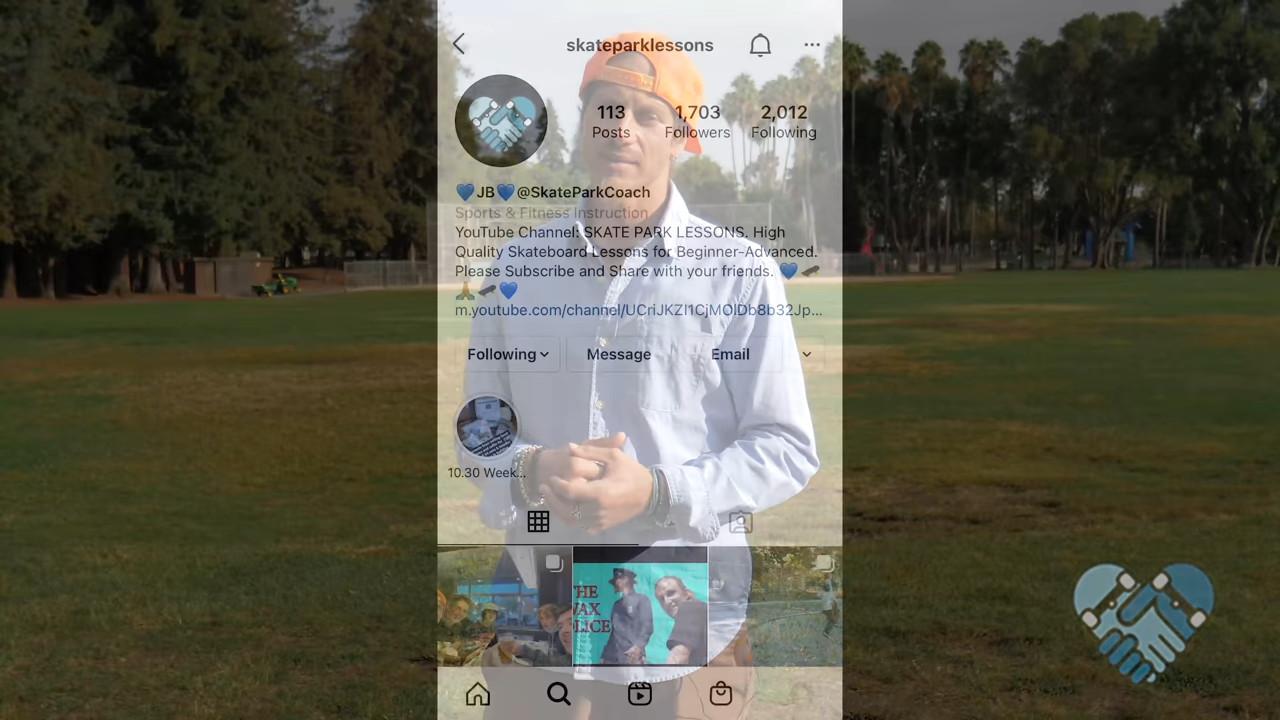 skateparklessons
113 1,703 2,012
Posts Followers Following
💙JB💙@SkateParkCoach
Sports & Fitness Instruction
YouTube Channel: SKATE PARK LESSONS. High
Quality Skateboard Lessons for Beginner-Advanced.
Please Subscribe and Share with your friends. 💙🛹
🙏🛹💙
m.youtube.com/channel/UCriJKZI1CjMOlDb8b32Jp...
Following Message Email
10.30 Week...
THE
WAX
POLICE